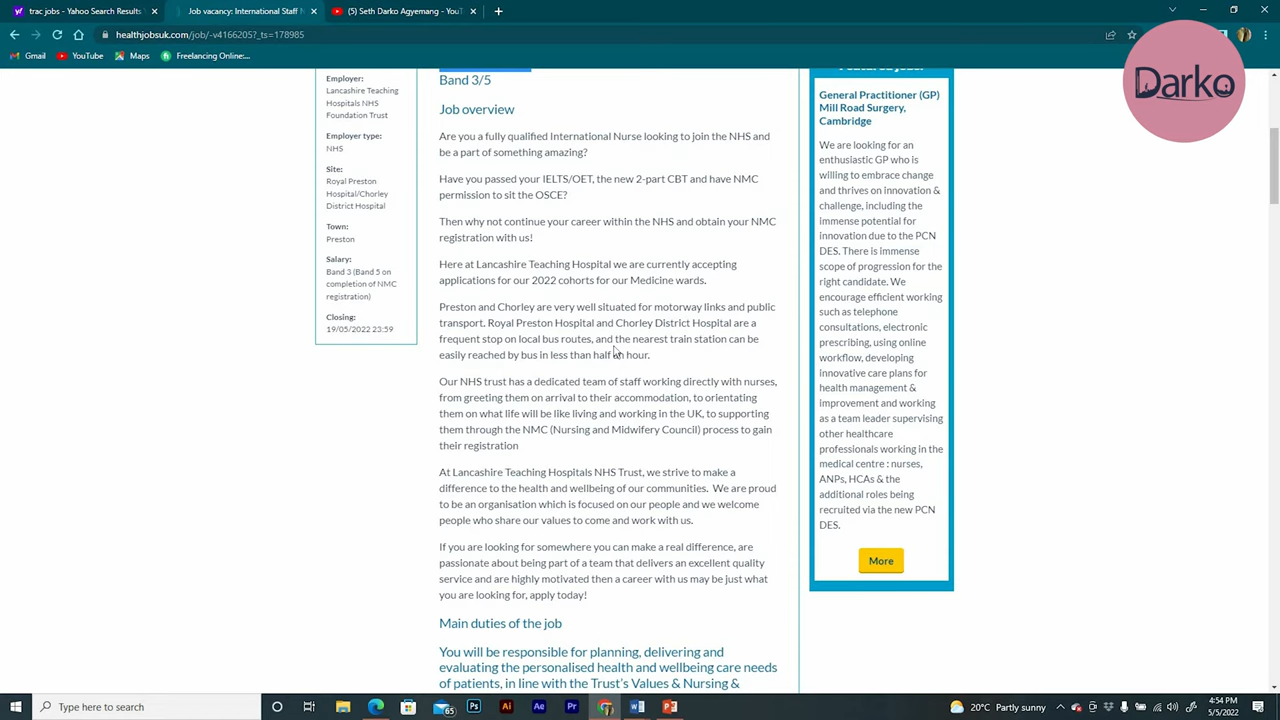 trac jobs - Yahoo Search Results
Job vacancy: International Staff N
(5) Seth Darko Agyemang - YouT
healthjobsuk.com/job/-v4166205?_ts=178985
Gmail
YouTube
Maps
Freelancing Online:...
Darko
Employer:
Lancashire Teaching
Hospitals NHS
Foundation Trust
Employer type:
NHS
Site:
Royal Preston
Hospital/Chorley
District Hospital
Town:
Preston
Salary:
Band 3 (Band 5 on
completion of NMC
registration)
Closing:
19/05/2022 23:59
Band 3/5
Job overview
Are you a fully qualified International Nurse looking to join the NHS and
be a part of something amazing?
Have you passed your IELTS/OET, the new 2-part CBT and have NMC
permission to sit the OSCE?
Then why not continue your career within the NHS and obtain your NMC
registration with us!
Here at Lancashire Teaching Hospital we are currently accepting
applications for our 2022 cohorts for our Medicine wards.
Preston and Chorley are very well situated for motorway links and public
transport. Royal Preston Hospital and Chorley District Hospital are a
frequent stop on local bus routes, and the nearest train station can be
easily reached by bus in less than half an hour.
Our NHS trust has a dedicated team of staff working directly with nurses,
from greeting them on arrival to their accommodation, to orientating
them on what life will be like living and working in the UK, to supporting
them through the NMC (Nursing and Midwifery Council) process to gain
their registration
At Lancashire Teaching Hospitals NHS Trust, we strive to make a
difference to the health and wellbeing of our communities. We are proud
to be an organisation which is focused on our people and we welcome
people who share our values to come and work with us.
If you are looking for somewhere you can make a real difference, are
passionate about being part of a team that delivers an excellent quality
service and are highly motivated then a career with us may be just what
you are looking for, apply today!
Main duties of the job
You will be responsible for planning, delivering and
evaluating the personalised health and wellbeing care needs
of patients, in line with the Trust's Values & Nursing &
General Practitioner (GP)
Mill Road Surgery,
Cambridge
We are looking for an
enthusiastic GP who is
willing to embrace change
and thrives on innovation &
challenge, including the
immense potential for
innovation due to the PCN
DES. There is immense
scope of progression for the
right candidate. We
encourage efficient working
such as telephone
consultations, electronic
prescribing, using online
workflow, developing
innovative care plans for
health management &
improvement and working
as a team leader supervising
other healthcare
professionals working in the
medical centre : nurses,
ANPs, HCAs & the
additional roles being
recruited via the new PCN
DES.
More
Type here to search
65
Ps
Ai
Ae
Pr
20°C Partly sunny
4:54 PM
5/5/2022